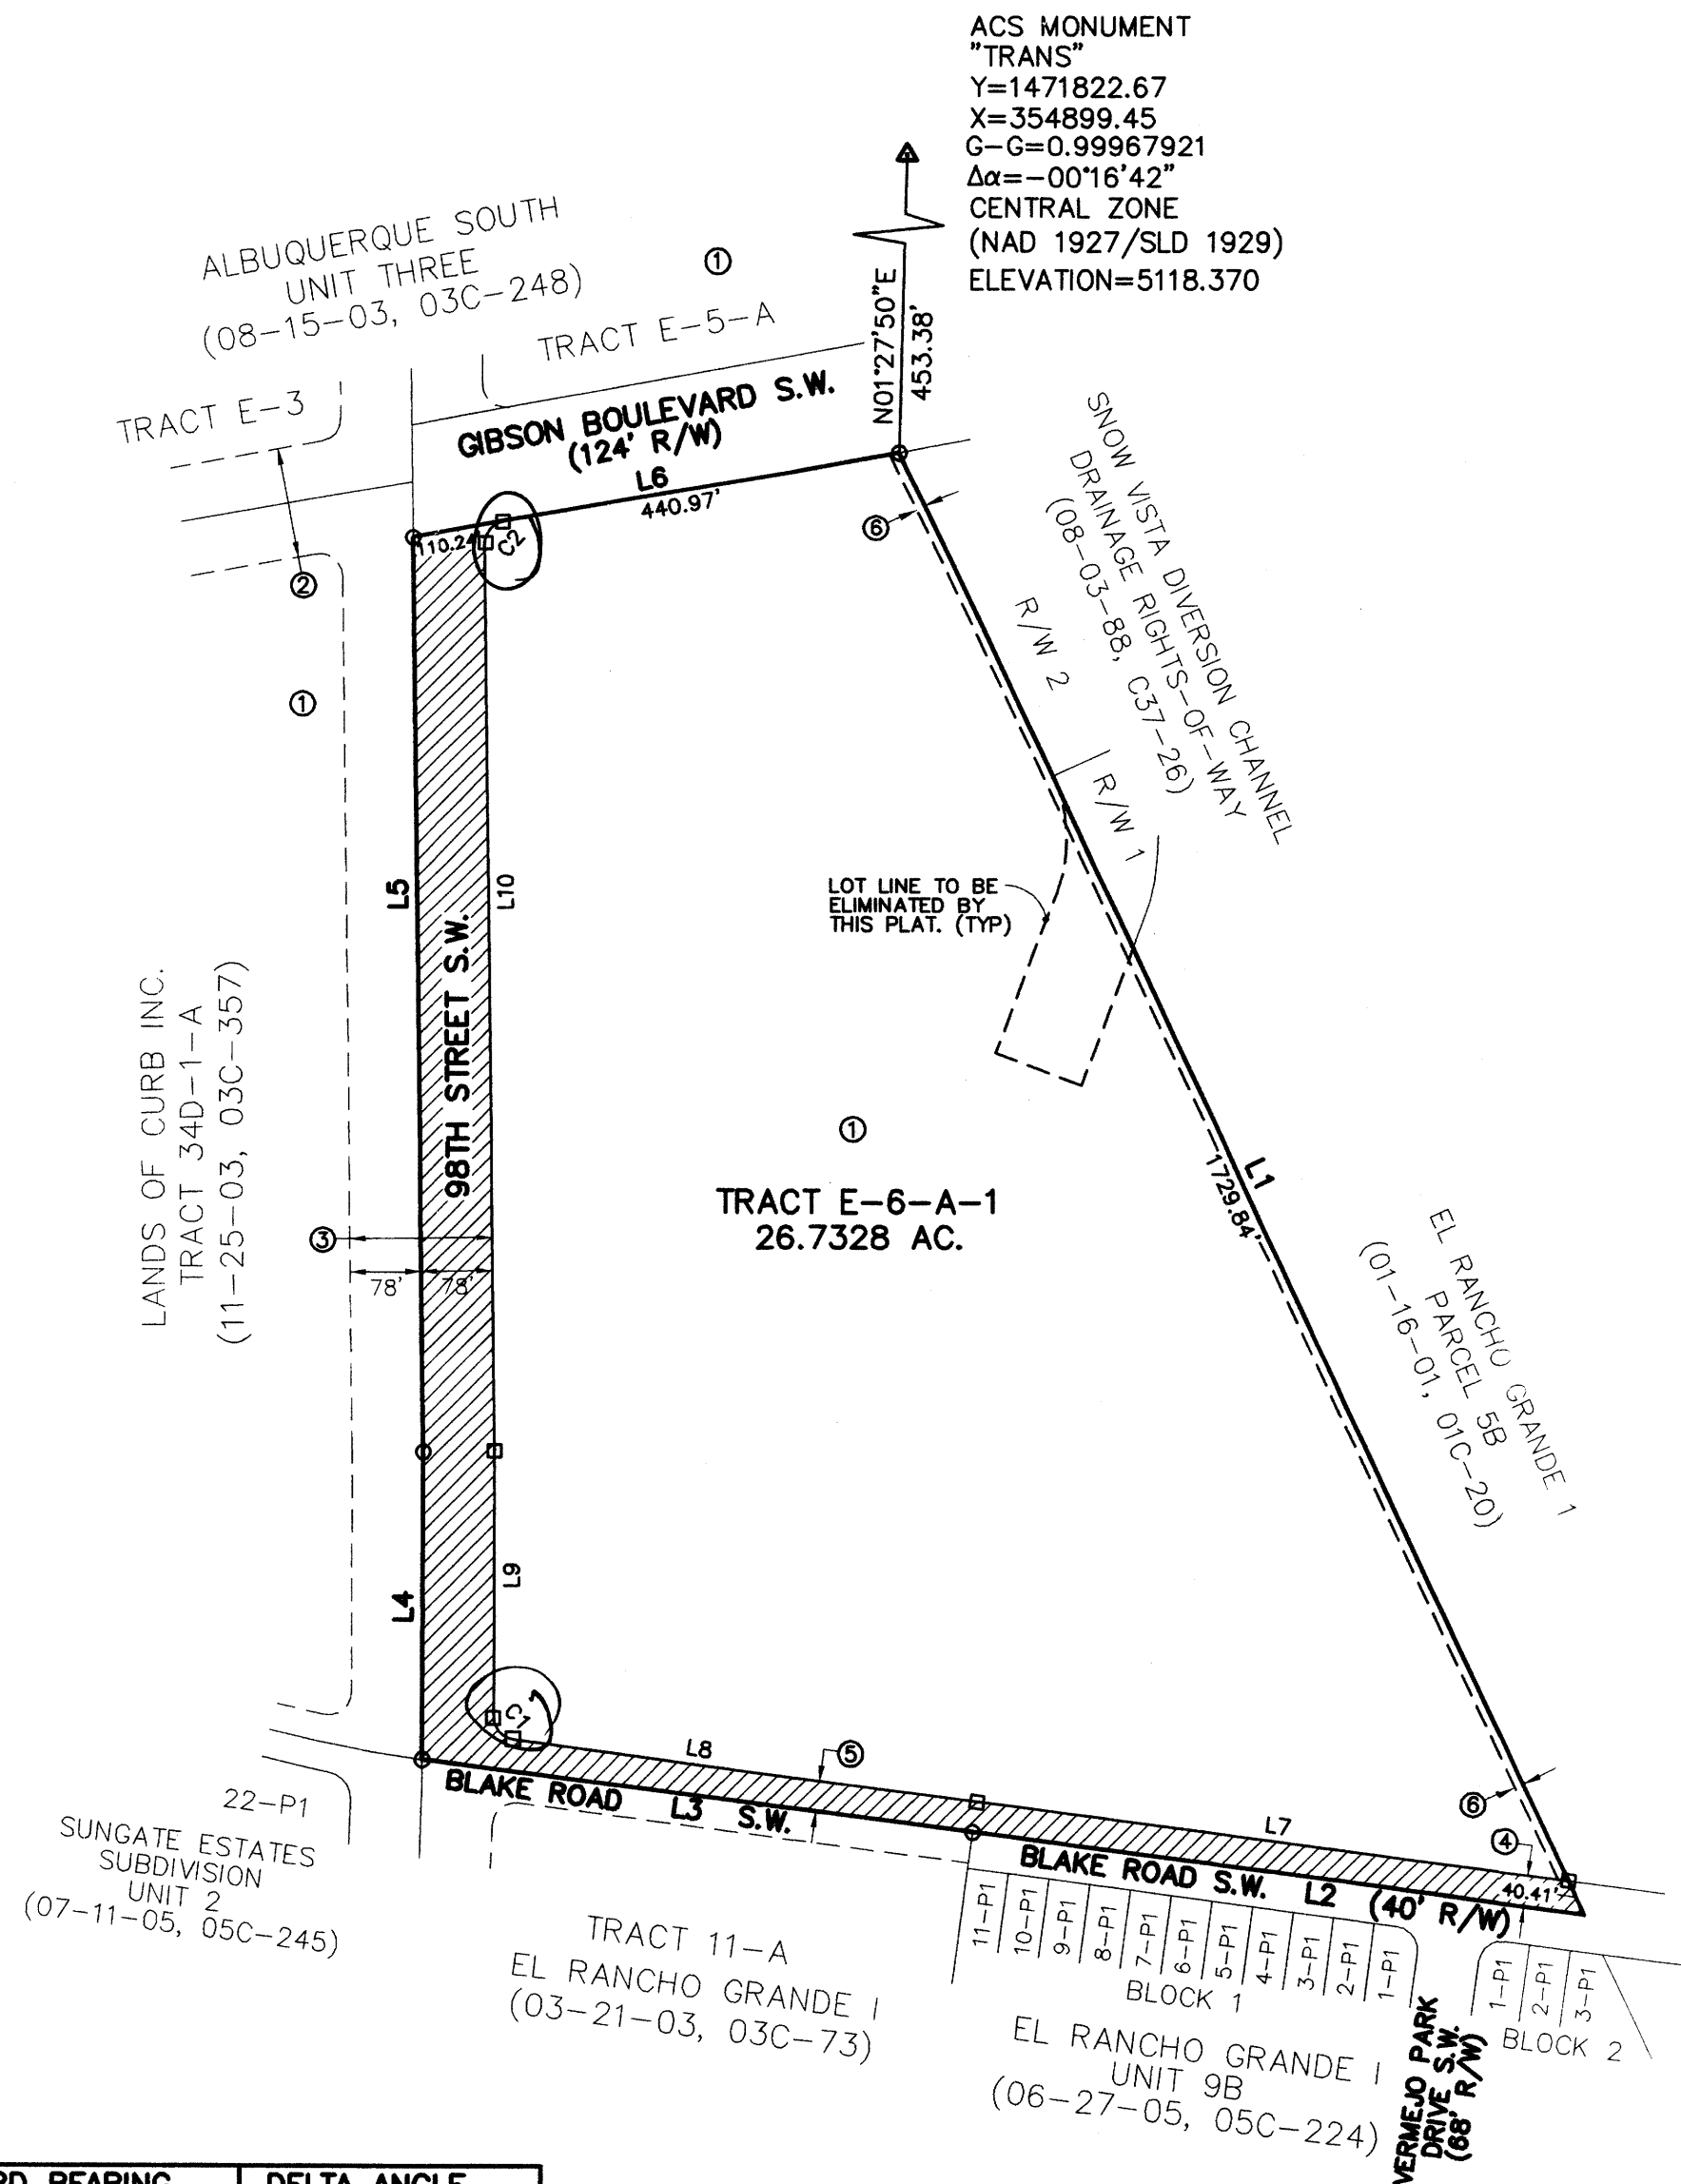 ACS MONUMENT
"TRANS"
Y=1471822.67
X=354899.45
G-G=0.99967921
Δα=-00°16'42"
CENTRAL ZONE
(NAD 1927/SLD 1929)
ELEVATION=5118.370
N01°27'50"E
453.38'
ALBUQUERQUE SOUTH
UNIT THREE
(08-15-03, 03C-248)
①
TRACT E-5-A
TRACT E-3
GIBSON BOULEVARD S.W.
(124' R/W)
L6
440.97'
110.24'
C2
⑥
②
①
SNOW VISTA DIVERSION CHANNEL
DRAINAGE RIGHTS-OF-WAY
(08-03-88, C37-26)
R/W 2
R/W 1
LOT LINE TO BE
ELIMINATED BY
THIS PLAT. (TYP)
L5
L10
98TH STREET S.W.
LANDS OF CURB INC.
TRACT 34D-1-A
(11-25-03, 03C-357)
①
TRACT E-6-A-1
26.7328 AC.
L1
1729.84'
③
78'
78'
EL RANCHO GRANDE 1
PARCEL 5B
(01-16-01, 01C-20)
L4
L9
C1
L8
⑤
BLAKE ROAD L3 S.W.
L7
⑥
④
40.41'
BLAKE ROAD S.W. L2 (40' R/W)
22-P1
SUNGATE ESTATES
SUBDIVISION
UNIT 2
(07-11-05, 05C-245)
TRACT 11-A
EL RANCHO GRANDE I
(03-21-03, 03C-73)
11-P1
10-P1
9-P1
8-P1
7-P1
6-P1
5-P1
4-P1
3-P1
2-P1
1-P1
BLOCK 1
1-P1
2-P1
3-P1
BLOCK 2
EL RANCHO GRANDE I
UNIT 9B
(06-27-05, 05C-224)
VERMEJO PARK
DRIVE S.W.
(68' R/W)
RD BEARING
DELTA ANGLE